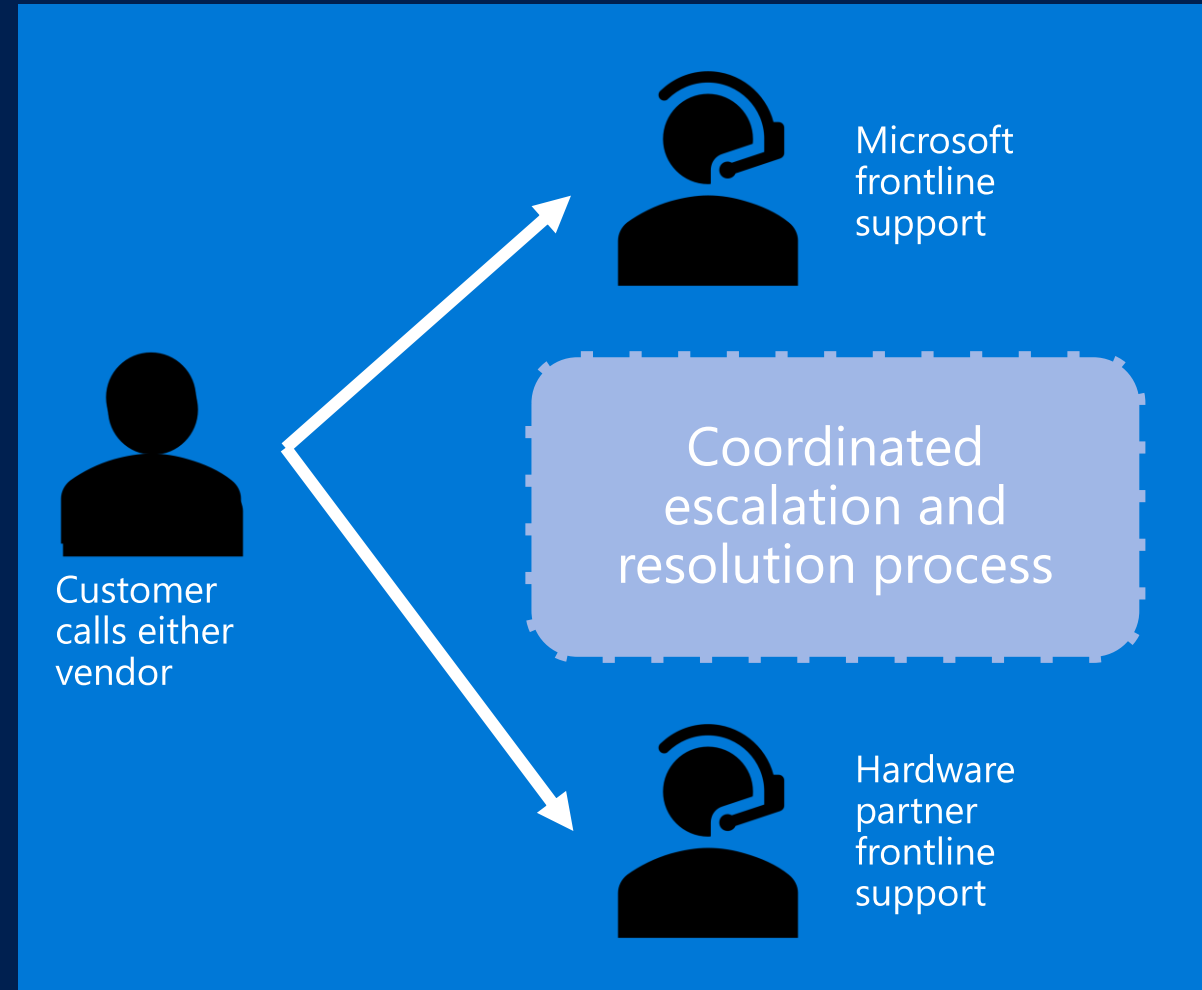 Microsoft
frontline
support
Coordinated
escalation and
resolution process
Customer
calls either
vendor
Hardware
partner
frontline
support